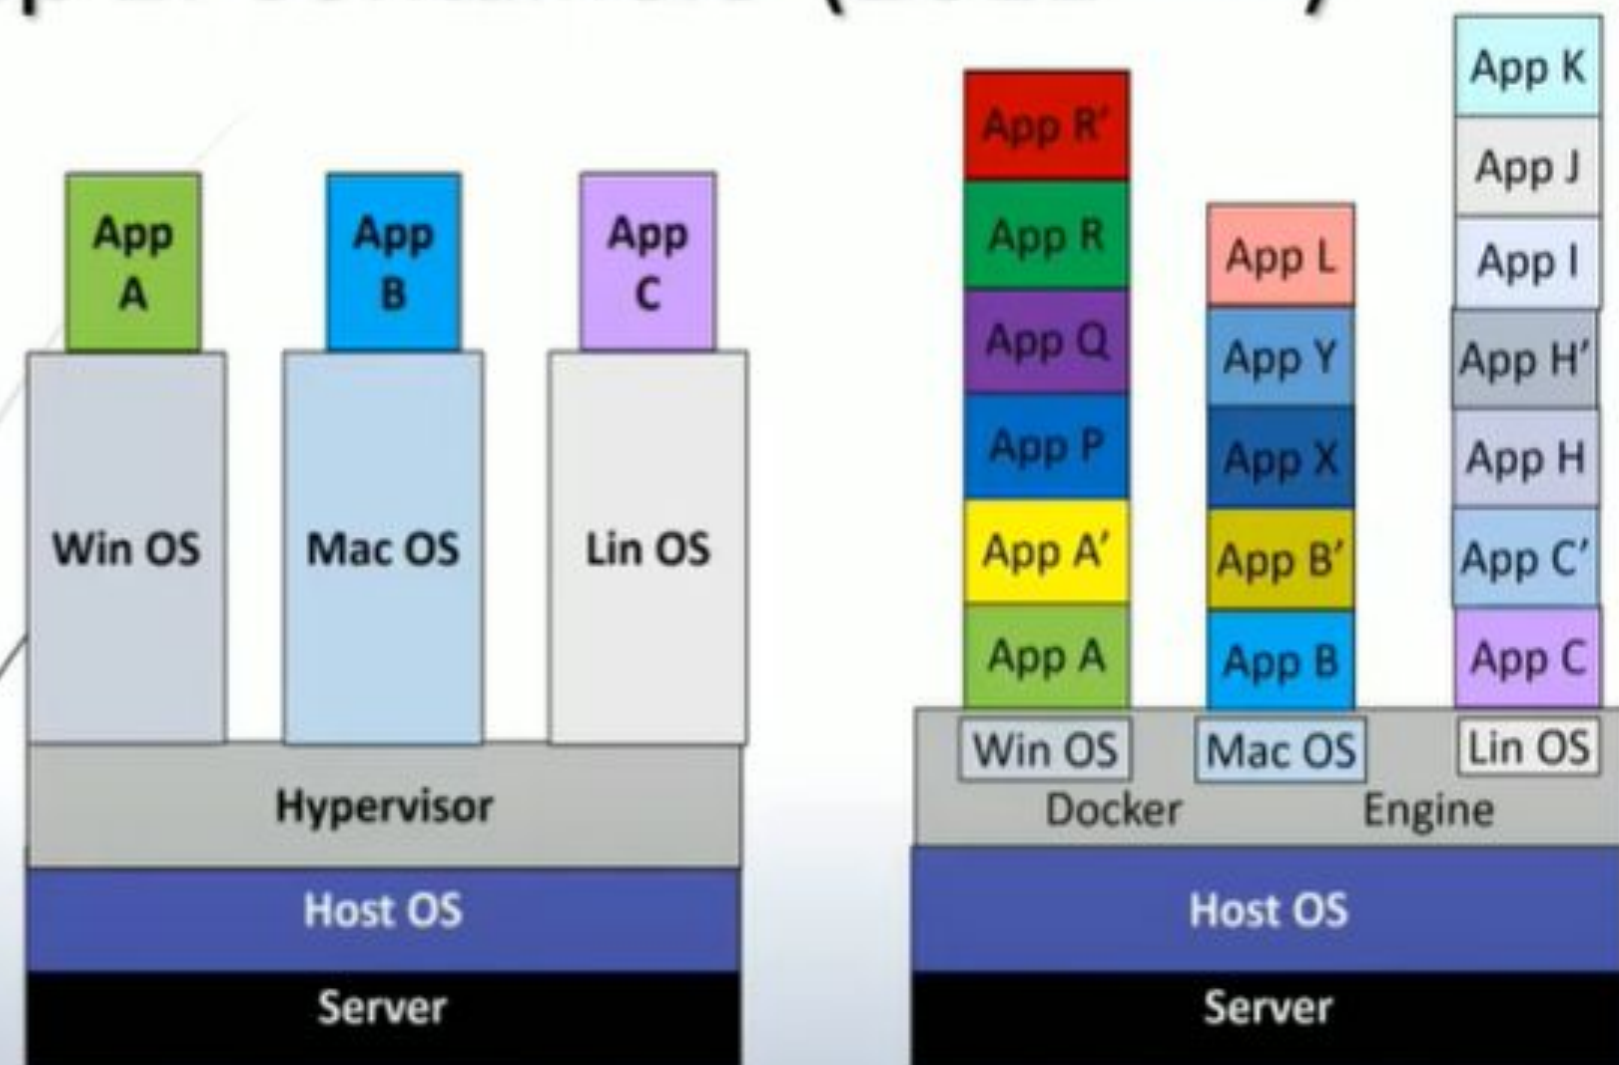 App
A
App
B
App
C
Win OS
Mac OS
Lin OS
Hypervisor
Host OS
Server
App R’
App R
App Q
App P
App A’
App A
Win OS
App L
App Y
App X
App B’
App B
Mac OS
App K
App J
App I
App H’
App H
App C’
App C
Lin OS
Docker Engine
Host OS
Server